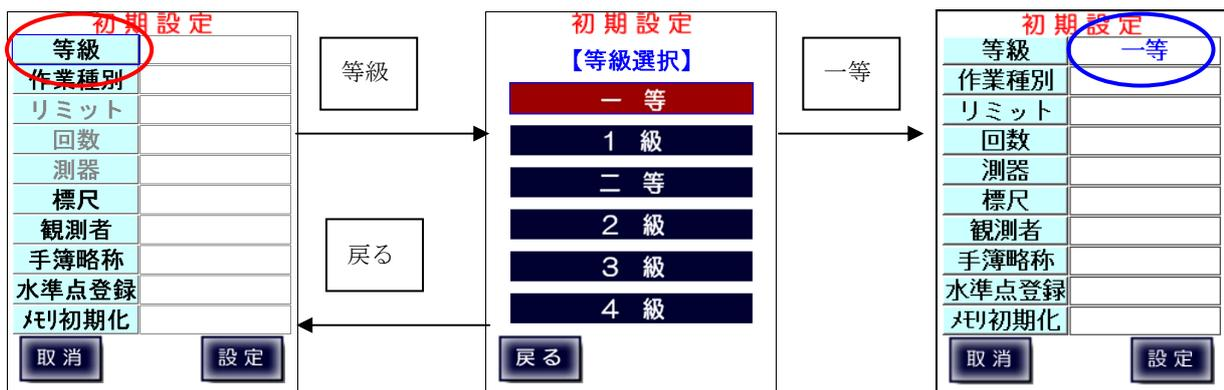 初期設定
等級
作業種別
リミット
回数
測器
標尺
観測者
手簿略称
水準点登録
ﾒﾓﾘ初期化
取消 設定
等級
戻る
初期設定
【等級選択】
一 等
1 級
二 等
2 級
3 級
4 級
戻る
一等
初期設定
等級 一等
作業種別
リミット
回数
測器
標尺
観測者
手簿略称
水準点登録
ﾒﾓﾘ初期化
取消 設定